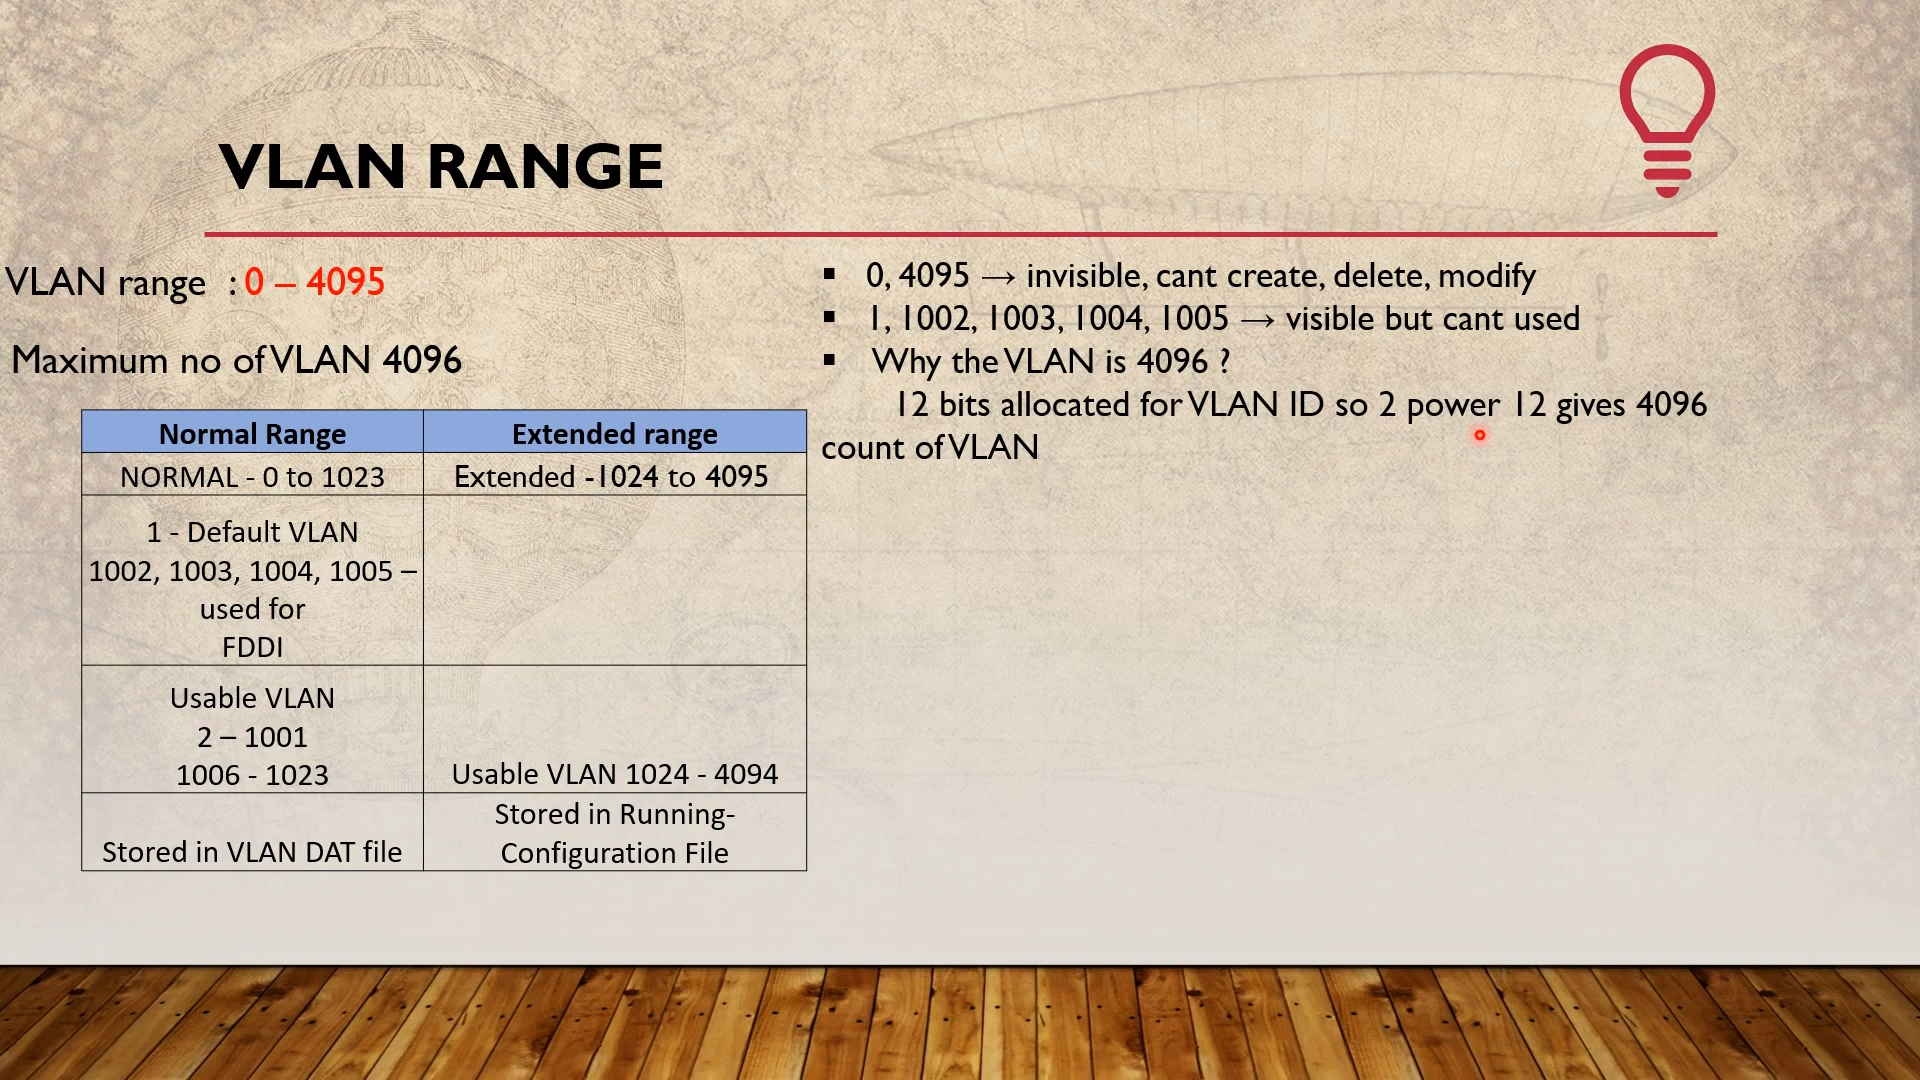 VLAN RANGE
VLAN range : 0 – 4095
Maximum no of VLAN 4096
Normal Range
Extended range
NORMAL - 0 to 1023
Extended -1024 to 4095
1 - Default VLAN
1002, 1003, 1004, 1005 –
used for
FDDI
Usable VLAN
2 – 1001
1006 - 1023
Usable VLAN 1024 - 4094
Stored in VLAN DAT file
Stored in Running-
Configuration File
▪ 0, 4095 → invisible, cant create, delete, modify
▪ 1, 1002, 1003, 1004, 1005 → visible but cant used
▪ Why the VLAN is 4096 ?
12 bits allocated for VLAN ID so 2 power 12 gives 4096
count of VLAN